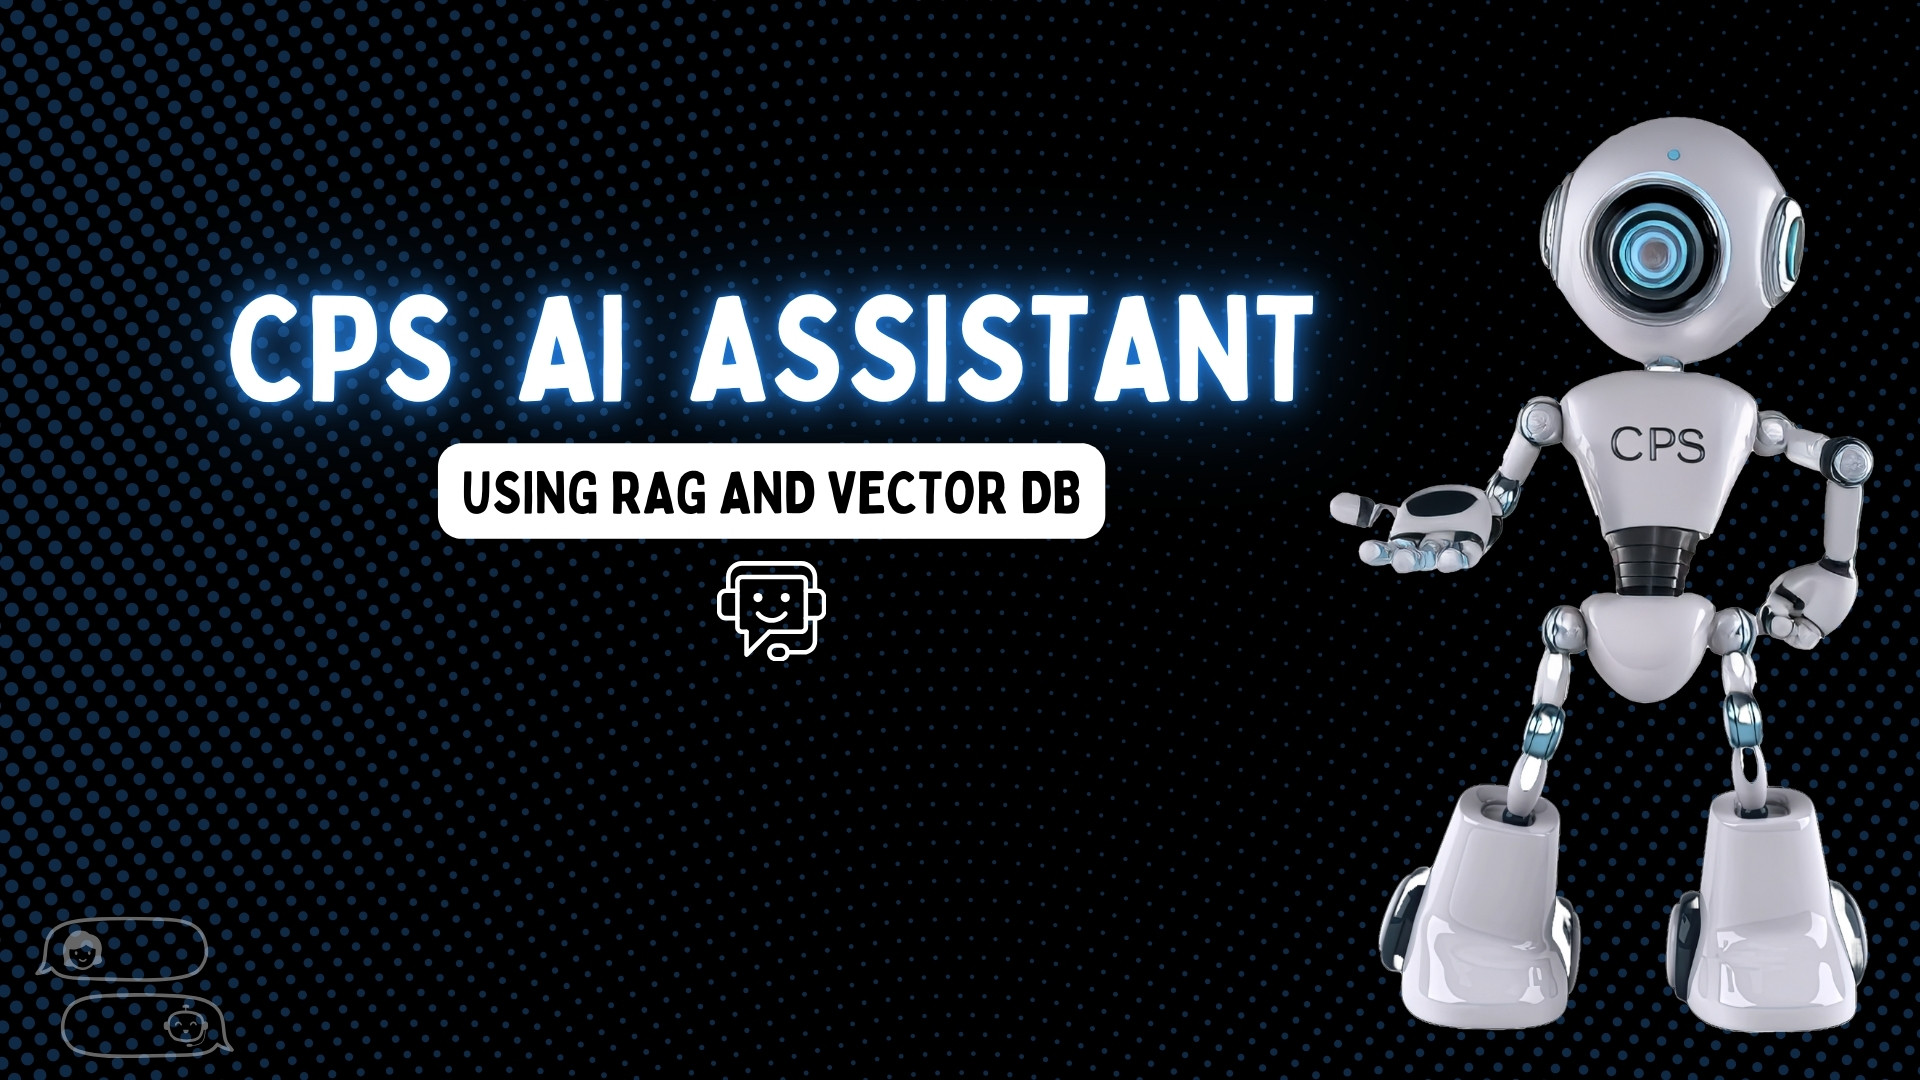 CPS AI ASSISTANT
USING RAG AND VECTOR DB
CPS